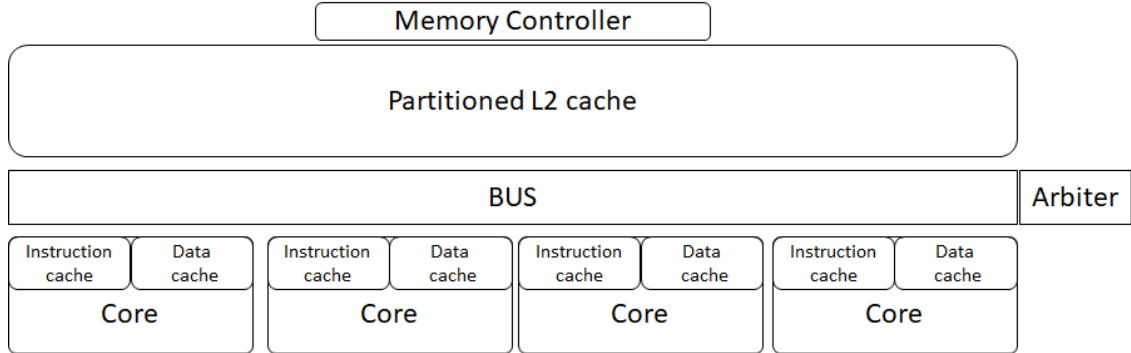 Memory Controller
Partitioned L2 cache
BUS
Arbiter
Instruction
cache
Data
cache
Instruction
cache
Data
cache
Instruction
cache
Data
cache
Instruction
cache
Data
cache
Core
Core
Core
Core